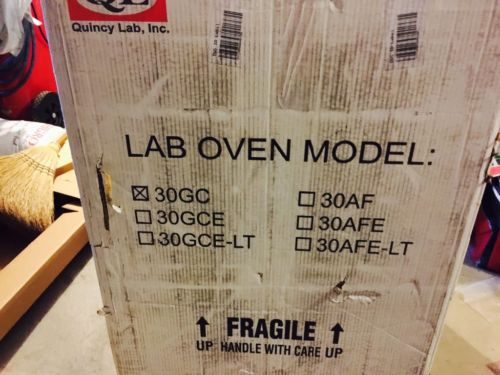 Quincy Lab, Inc.
LAB OVEN MODEL:
☒ 30GC ☐ 30AF
☐ 30GCE ☐ 30AFE
☐ 30GCE-LT ☐ 30AFE-LT
↑ FRAGILE ↑
UP HANDLE WITH CARE UP